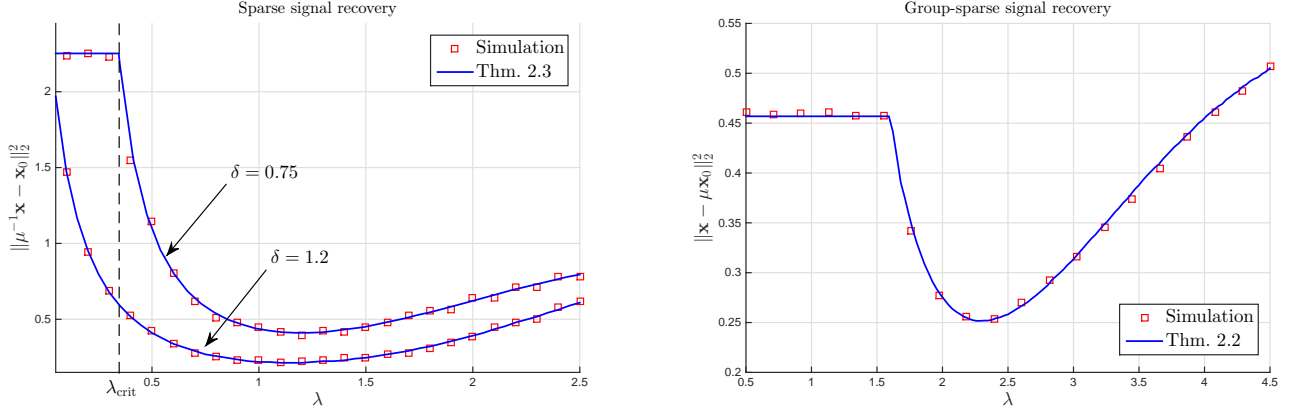 Sparse signal recovery
||μ⁻¹x − x₀||₂²
2
1.5
1
0.5
Simulation
Thm. 2.3
δ = 0.75
δ = 1.2
λcrit
0.5
1
1.5
2
2.5
λ
Group-sparse signal recovery
||x − μx₀||₂²
0.55
0.5
0.45
0.4
0.35
0.3
0.25
0.2
Simulation
Thm. 2.2
0.5
1
1.5
2
2.5
3
3.5
4
4.5
λ